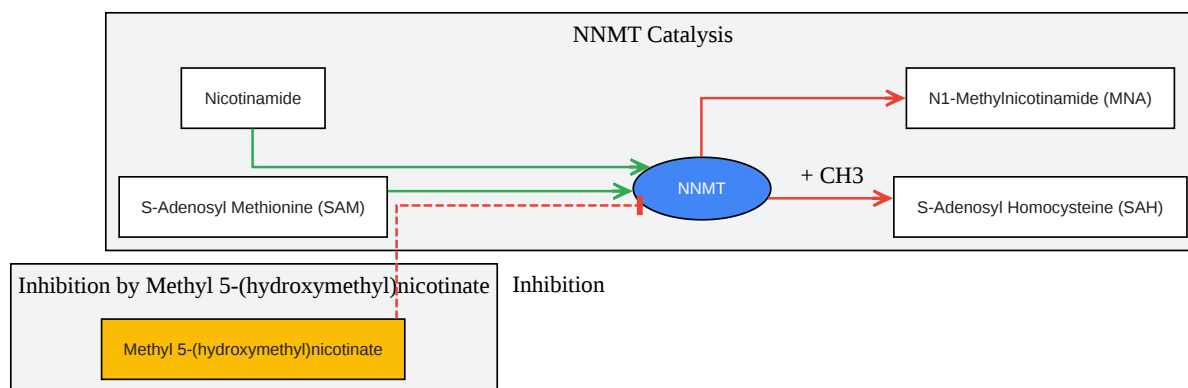 NNMT Catalysis
Nicotinamide
N1-Methylnicotinamide (MNA)
+ CH3
NNMT
S-Adenosyl Methionine (SAM)
S-Adenosyl Homocysteine (SAH)
Inhibition by Methyl 5-(hydroxymethyl)nicotinate
Inhibition
Methyl 5-(hydroxymethyl)nicotinate